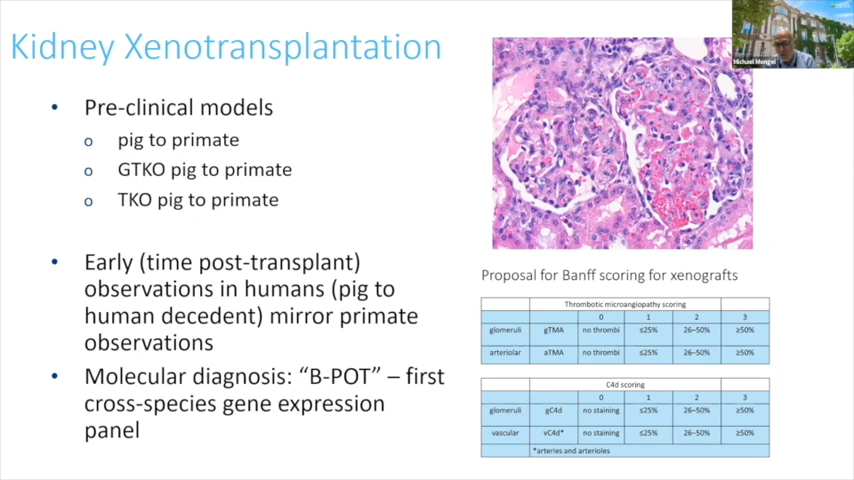 Kidney Xenotransplantation
Michael Mengel
• Pre-clinical models
o pig to primate
o GTKO pig to primate
o TKO pig to primate
• Early (time post-transplant)
observations in humans (pig to
human decedent) mirror primate
observations
• Molecular diagnosis: “B-POT” – first
cross-species gene expression
panel
Proposal for Banff scoring for xenografts
Thrombotic microangiopathy scoring
0 1 2 3
glomeruli gTMA no thrombi ≤25% 26–50% ≥50%
arteriolar aTMA no thrombi ≤25% 26–50% ≥50%
C4d scoring
0 1 2 3
glomeruli gC4d no staining ≤25% 26–50% ≥50%
vascular vC4d* no staining ≤25% 26–50% ≥50%
*arteries and arterioles